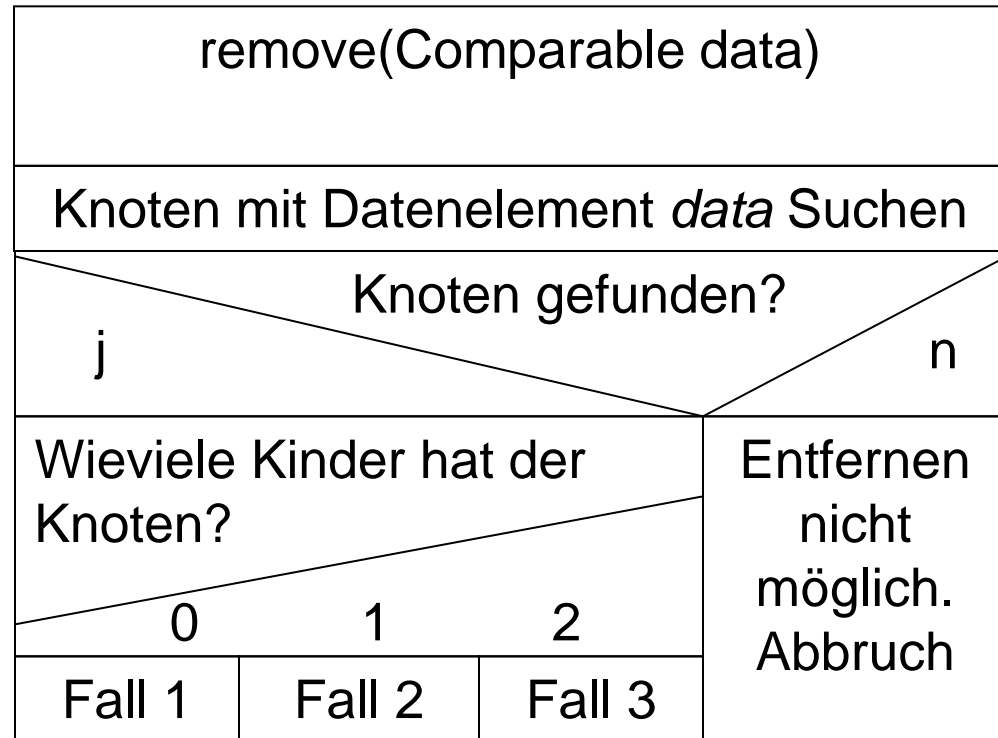 remove(Comparable data)
Knoten mit Datenelement data Suchen
Knoten gefunden?
j
n
Wieviele Kinder hat der
Knoten?
0 1 2
Fall 1 Fall 2 Fall 3
Entfernen
nicht
möglich.
Abbruch